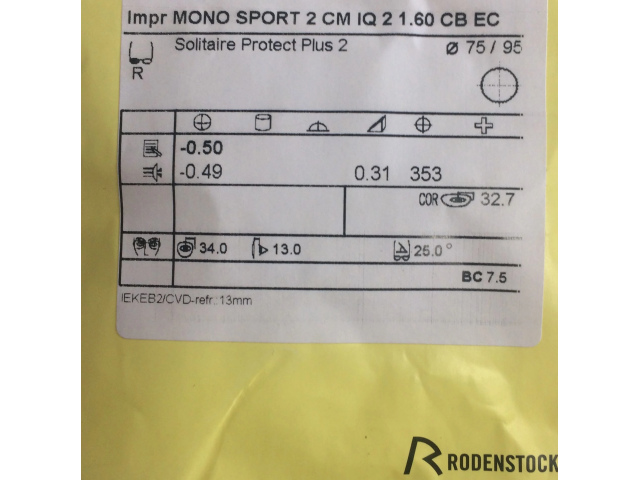 Impr MONO SPORT 2 CM IQ 2 1.60 CB EC
Solitaire Protect Plus 2 ø 75 / 95
R
-0.50
-0.49 0.31 353
COR 32.7
R L 34.0 13.0 25.0°
BC 7.5
IEKEB2/CVD-refr.:13mm
R RODENSTOCK